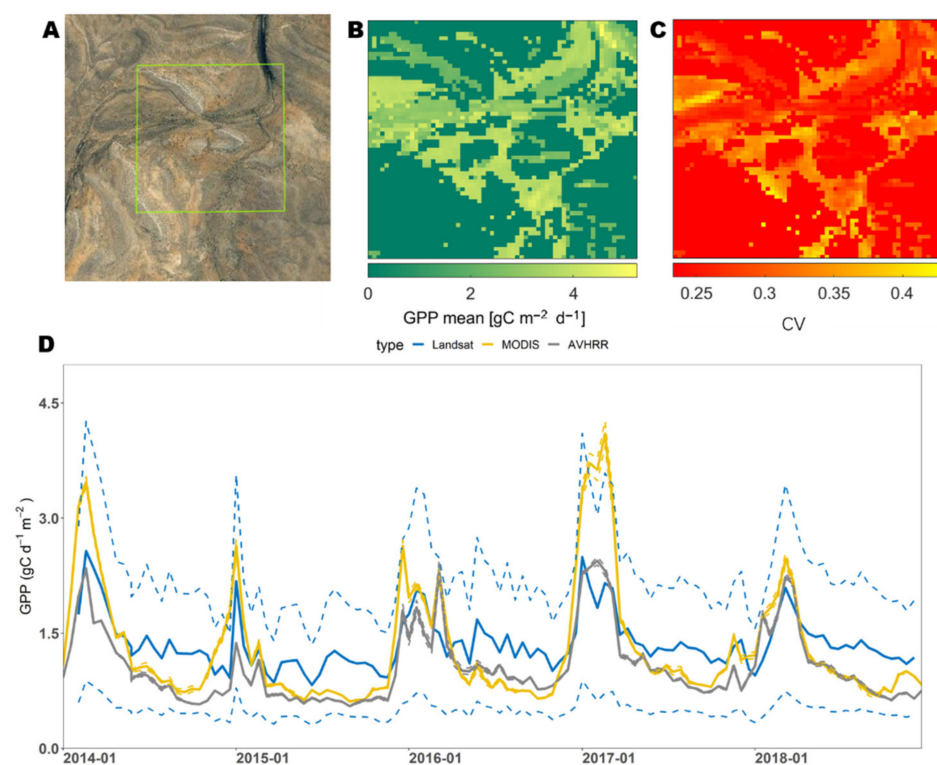 A
B
C
0 2 4
GPP mean [gC m⁻² d⁻¹]
0.25 0.3 0.35 0.4
CV
D
type Landsat MODIS AVHRR
GPP (gC d⁻¹ m⁻²)
4.5
3.0
1.5
0.0
2014-01 2015-01 2016-01 2017-01 2018-01